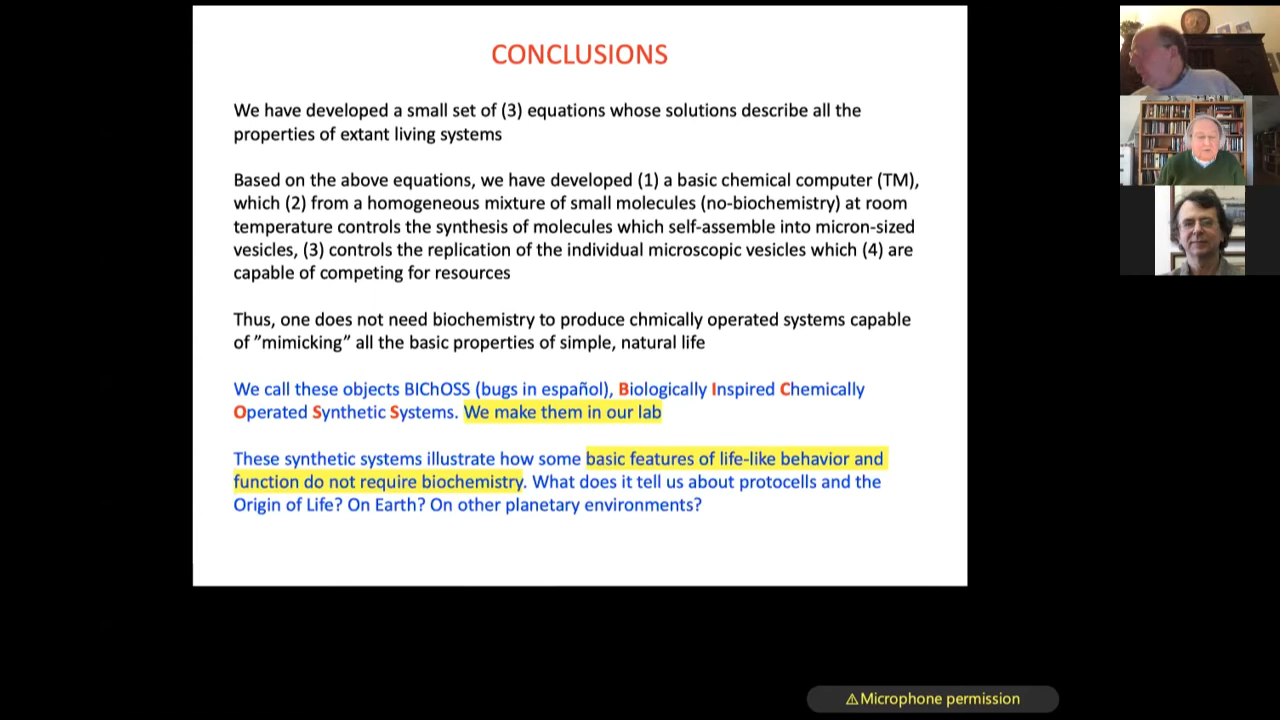 CONCLUSIONS
We have developed a small set of (3) equations whose solutions describe all the
properties of extant living systems
Based on the above equations, we have developed (1) a basic chemical computer (TM),
which (2) from a homogeneous mixture of small molecules (no-biochemistry) at room
temperature controls the synthesis of molecules which self-assemble into micron-sized
vesicles, (3) controls the replication of the individual microscopic vesicles which (4) are
capable of competing for resources
Thus, one does not need biochemistry to produce chmically operated systems capable
of ”mimicking” all the basic properties of simple, natural life
We call these objects BIChOSS (bugs in español), Biologically Inspired Chemically
Operated Synthetic Systems. We make them in our lab
These synthetic systems illustrate how some basic features of life-like behavior and
function do not require biochemistry. What does it tell us about protocells and the
Origin of Life? On Earth? On other planetary environments?
⚠Microphone permission